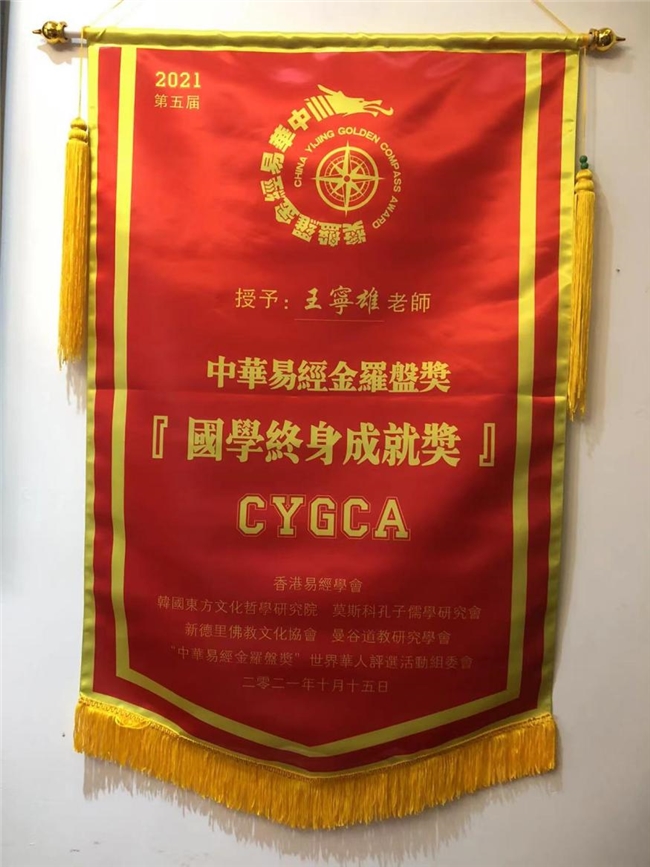 2021
第五届
中華易經金羅盤獎
CHINA YIJING GOLDEN COMPASS AWARD
授予：王寧雄老師
中華易經金羅盤獎
『國學終身成就獎』
CYGCA
香港易經學會
韓國東方文化哲學研究院 莫斯科孔子儒學研究會
新德里佛教文化協會 曼谷道教研究學會
“中華易經金羅盤獎”世界華人評進活動組委會
二零二一年十月十五日